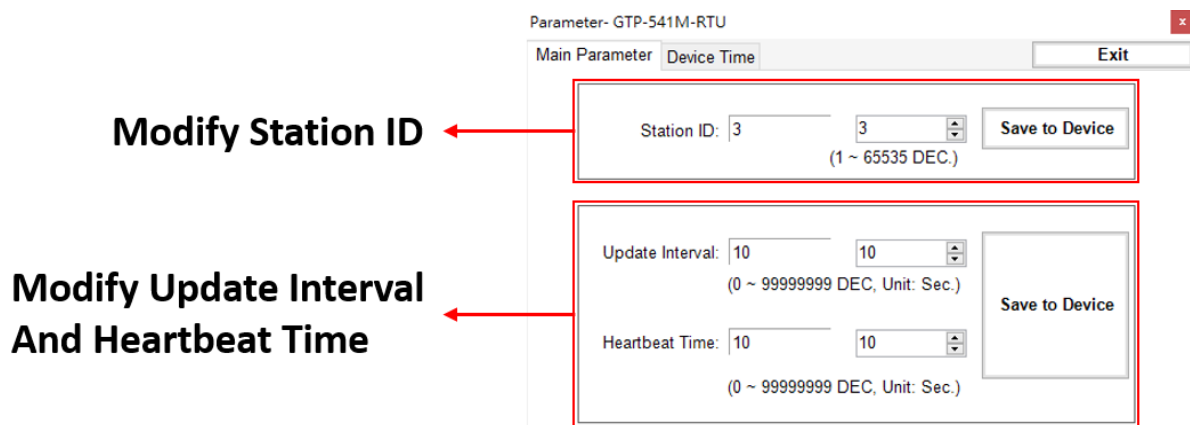 Parameter- GTP-541M-RTU x
Main Parameter Device Time Exit
Modify Station ID
Station ID: 3 3 Save to Device
(1 ~ 65535 DEC.)
Modify Update Interval
And Heartbeat Time
Update Interval: 10 10
(0 ~ 99999999 DEC, Unit: Sec.)
Save to Device
Heartbeat Time: 10 10
(0 ~ 99999999 DEC, Unit: Sec.)